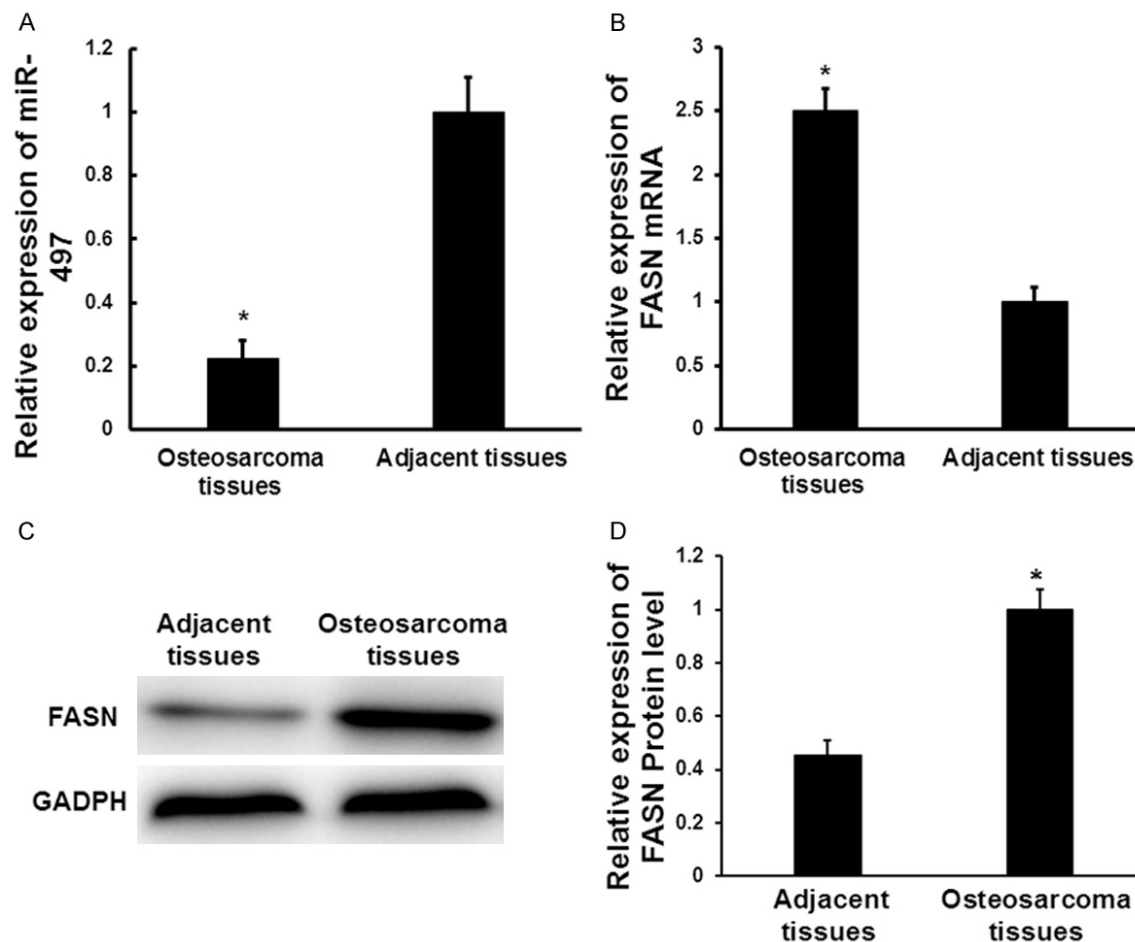 A
Relative expression of miR-
497
1.2
1
0.8
0.6
0.4
0.2
0
*
Osteosarcoma
tissues
Adjacent tissues
B
Relative expression of
FASN mRNA
3
2.5
2
1.5
1
0.5
0
*
Osteosarcoma
tissues
Adjacent tissues
C
Adjacent
tissues
Osteosarcoma
tissues
FASN
GADPH
D
Relative expression of
FASN Protein level
1.2
1
0.8
0.6
0.4
0.2
0
*
Adjacent
tissues
Osteosarcoma
tissues